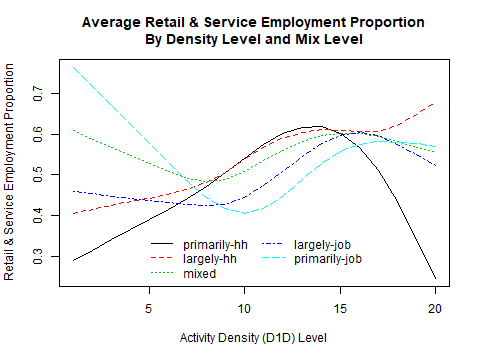 Average Retail & Service Employment Proportion
By Density Level and Mix Level
Retail & Service Employment Proportion
0.7
0.6
0.5
0.4
0.3
primarily-hh
largely-hh
mixed
largely-job
primarily-job
5
10
15
20
Activity Density (D1D) Level